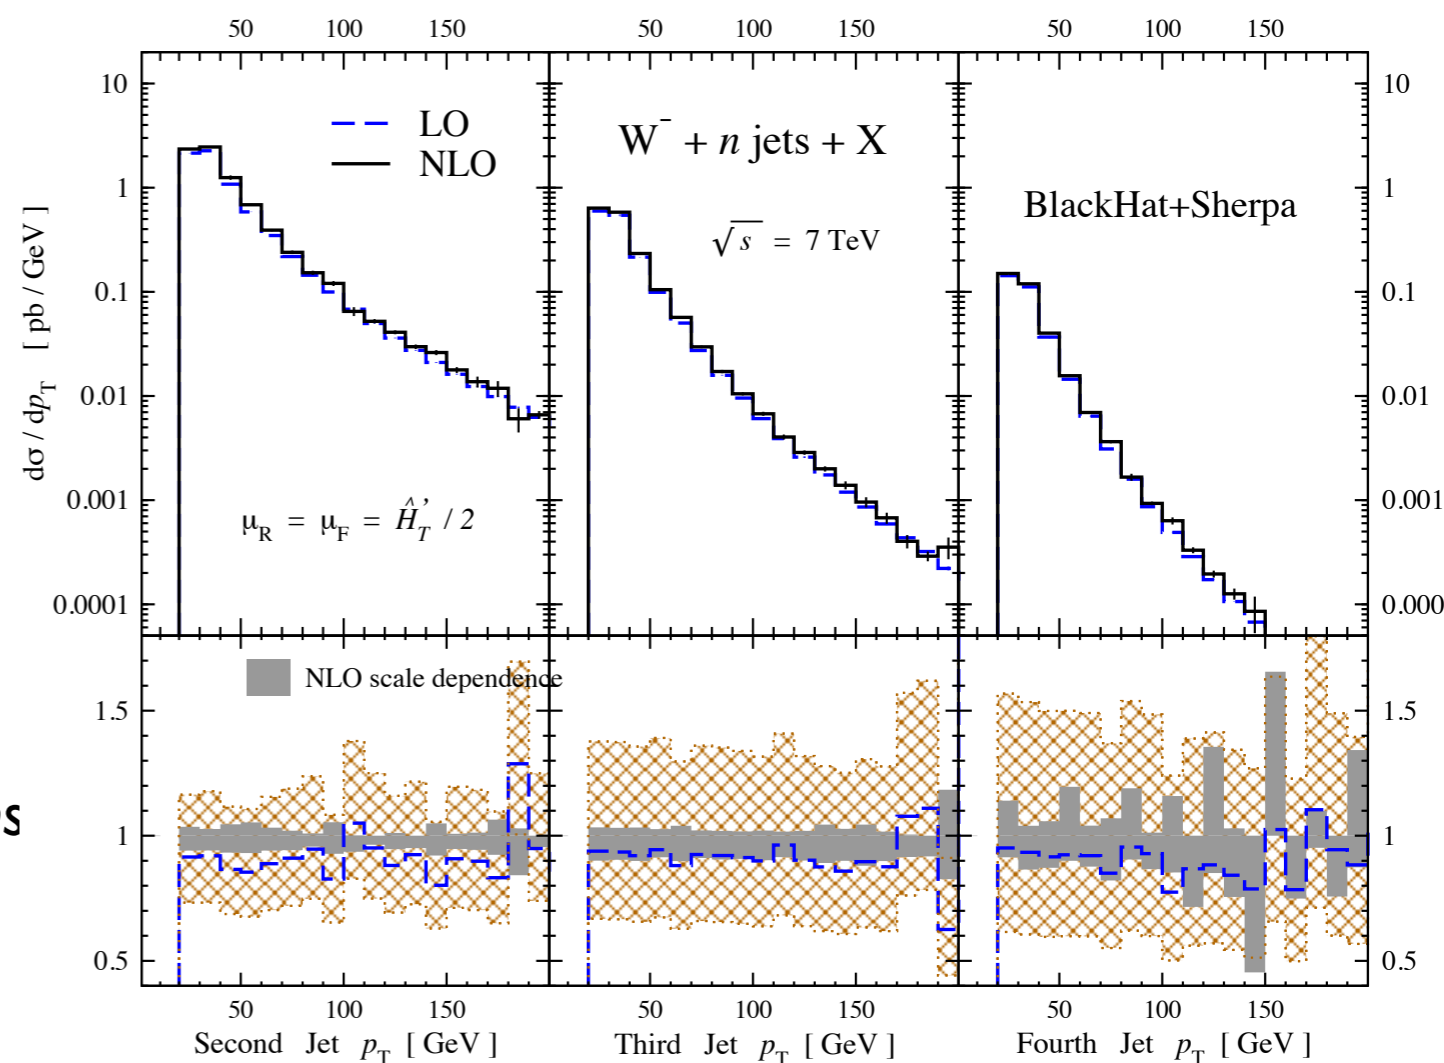 50 100 150 50 100 150 50 100 150
10 10
LO
NLO
W⁻ + n jets + X
1 1
BlackHat+Sherpa
√s = 7 TeV
0.1 0.1
dσ / dp_T [ pb / GeV ]
0.01 0.01
0.001 0.001
μ_R = μ_F = Ĥ_T' / 2
0.0001 0.000
NLO scale dependence
1.5 1.5
s
1 1
0.5 0.5
50 100 150 50 100 150 50 100 150
Second Jet p_T [ GeV ] Third Jet p_T [ GeV ] Fourth Jet p_T [ GeV ]